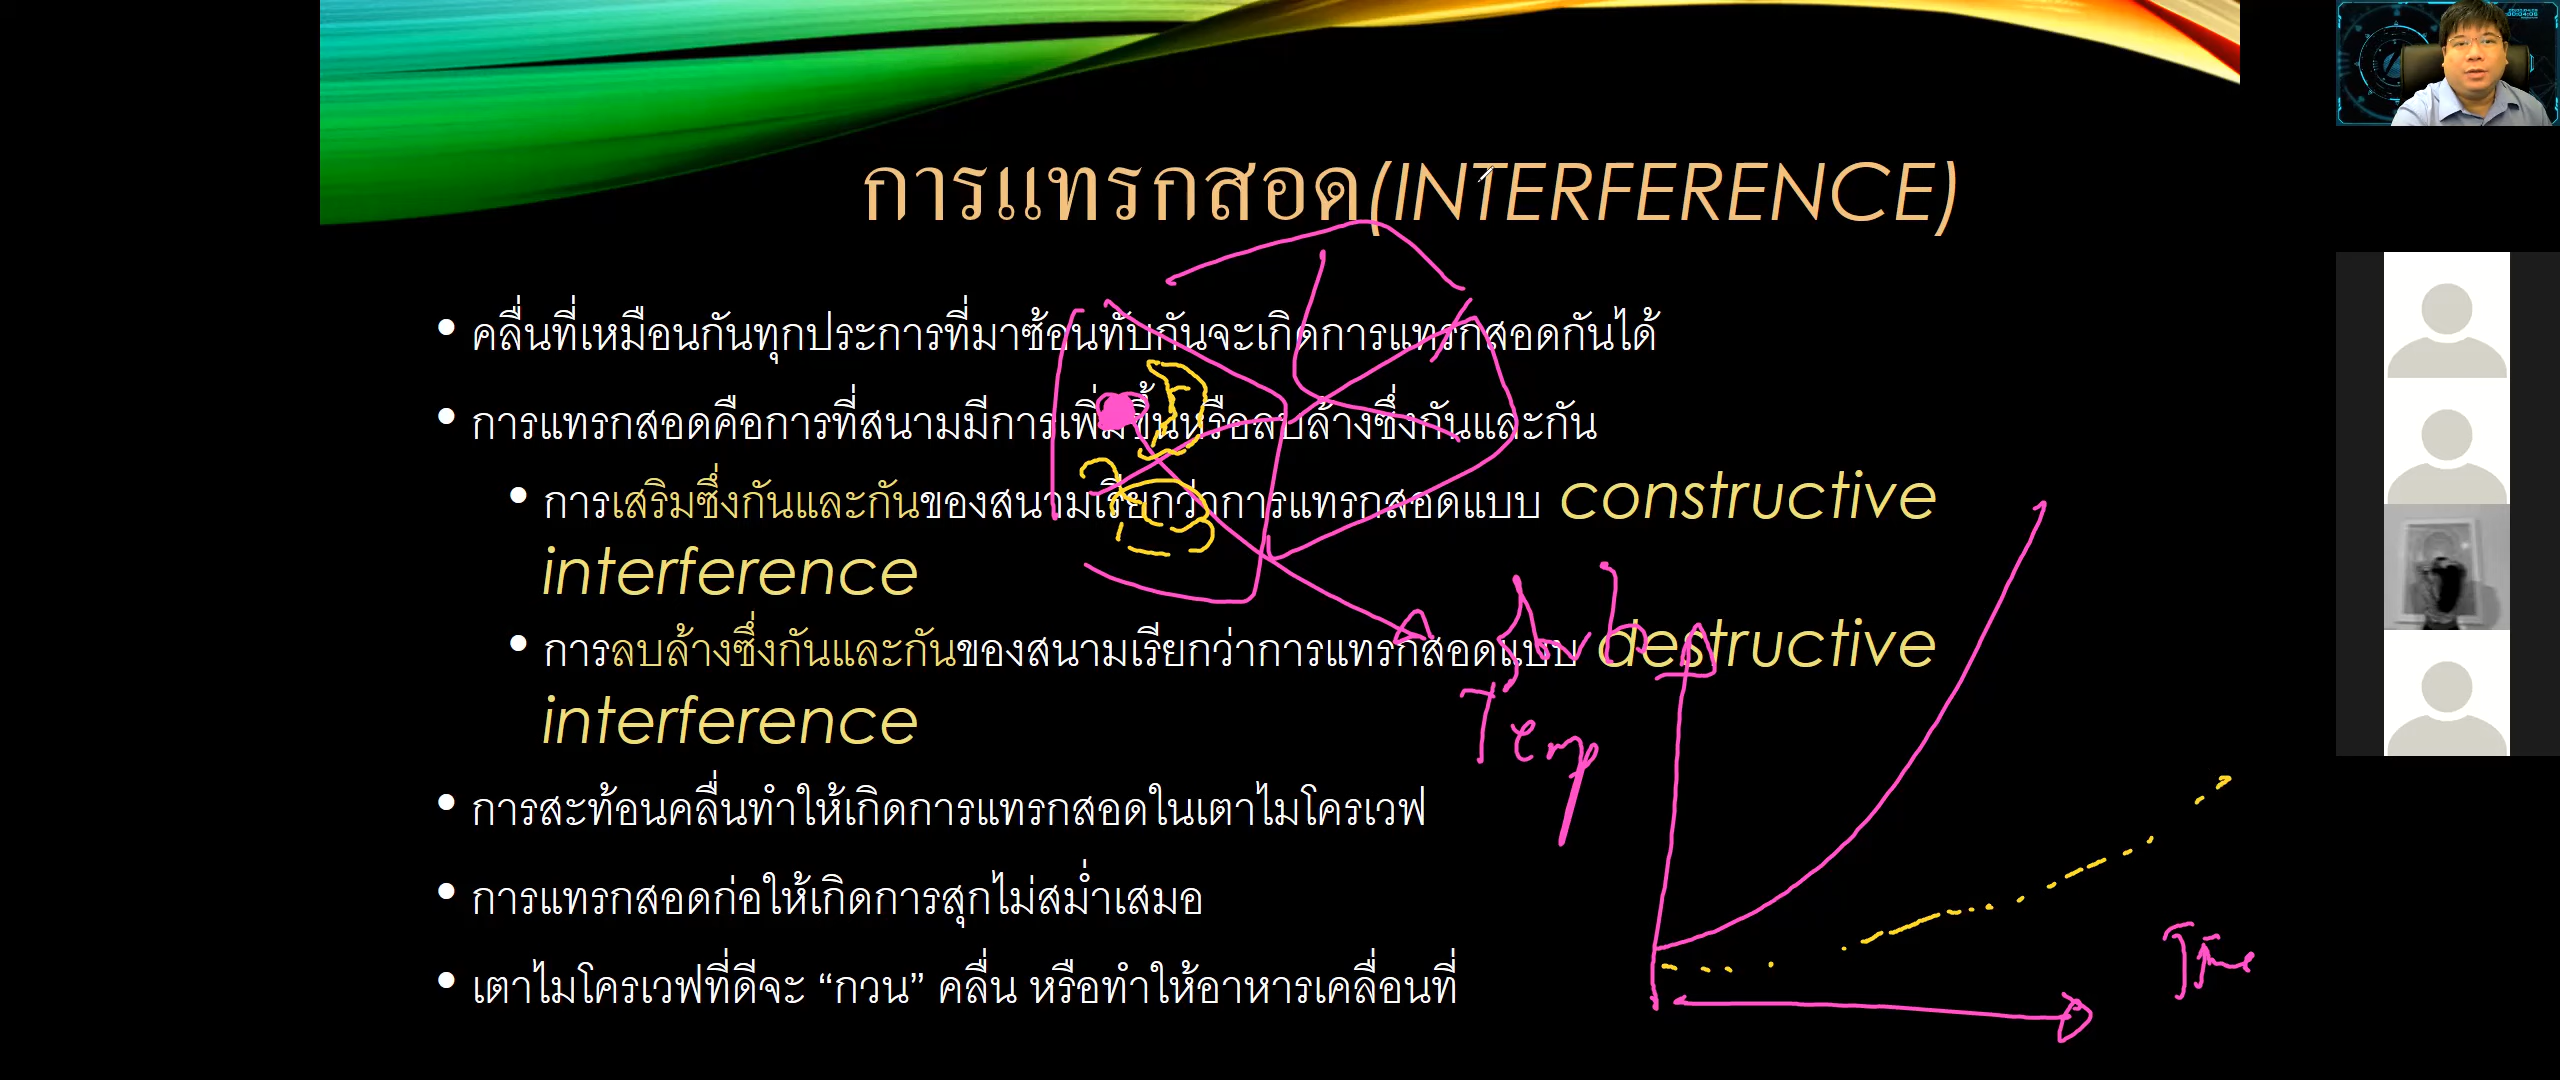 การแทรกสอด(INTERFERENCE)
• คลื่นที่เหมือนกันทุกประการที่มาซ้อนทับกันจะเกิดการแทรกสอดกันได้
• การแทรกสอดคือการที่สนามมีการเพิ่มขึ้นหรือลบล้างซึ่งกันและกัน
• การเสริมซึ่งกันและกันของสนามเรียกว่าการแทรกสอดแบบ constructive
interference
• การลบล้างซึ่งกันและกันของสนามเรียกว่าการแทรกสอดแบบ destructive
interference
Temp
• การสะท้อนคลื่นทำให้เกิดการแทรกสอดในเตาไมโครเวฟ
• การแทรกสอดก่อให้เกิดการสุกไม่สม่ำเสมอ
Time
• เตาไมโครเวฟที่ดีจะ “กวน” คลื่น หรือทำให้อาหารเคลื่อนที่